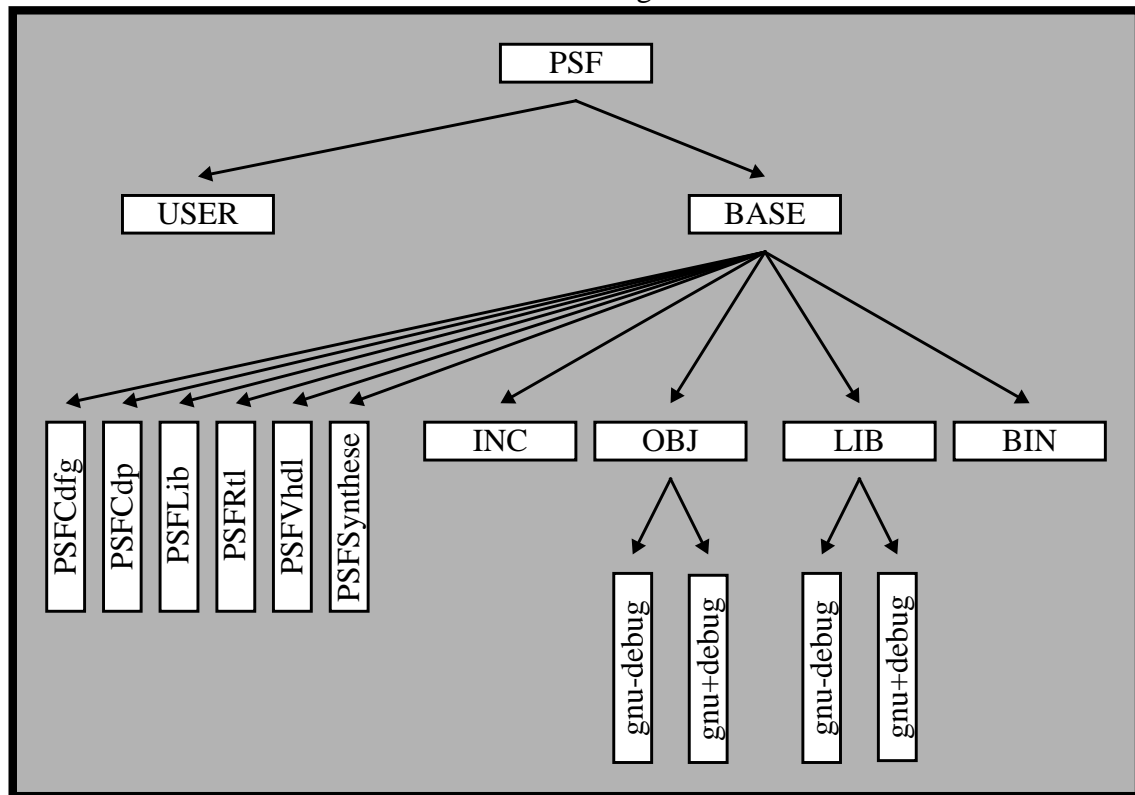 PSF
USER
BASE
PSFCdfg
PSFCdp
PSFLib
PSFRtl
PSFVhdl
PSFSynthese
INC
OBJ
LIB
BIN
gnu-debug
gnu+debug
gnu-debug
gnu+debug